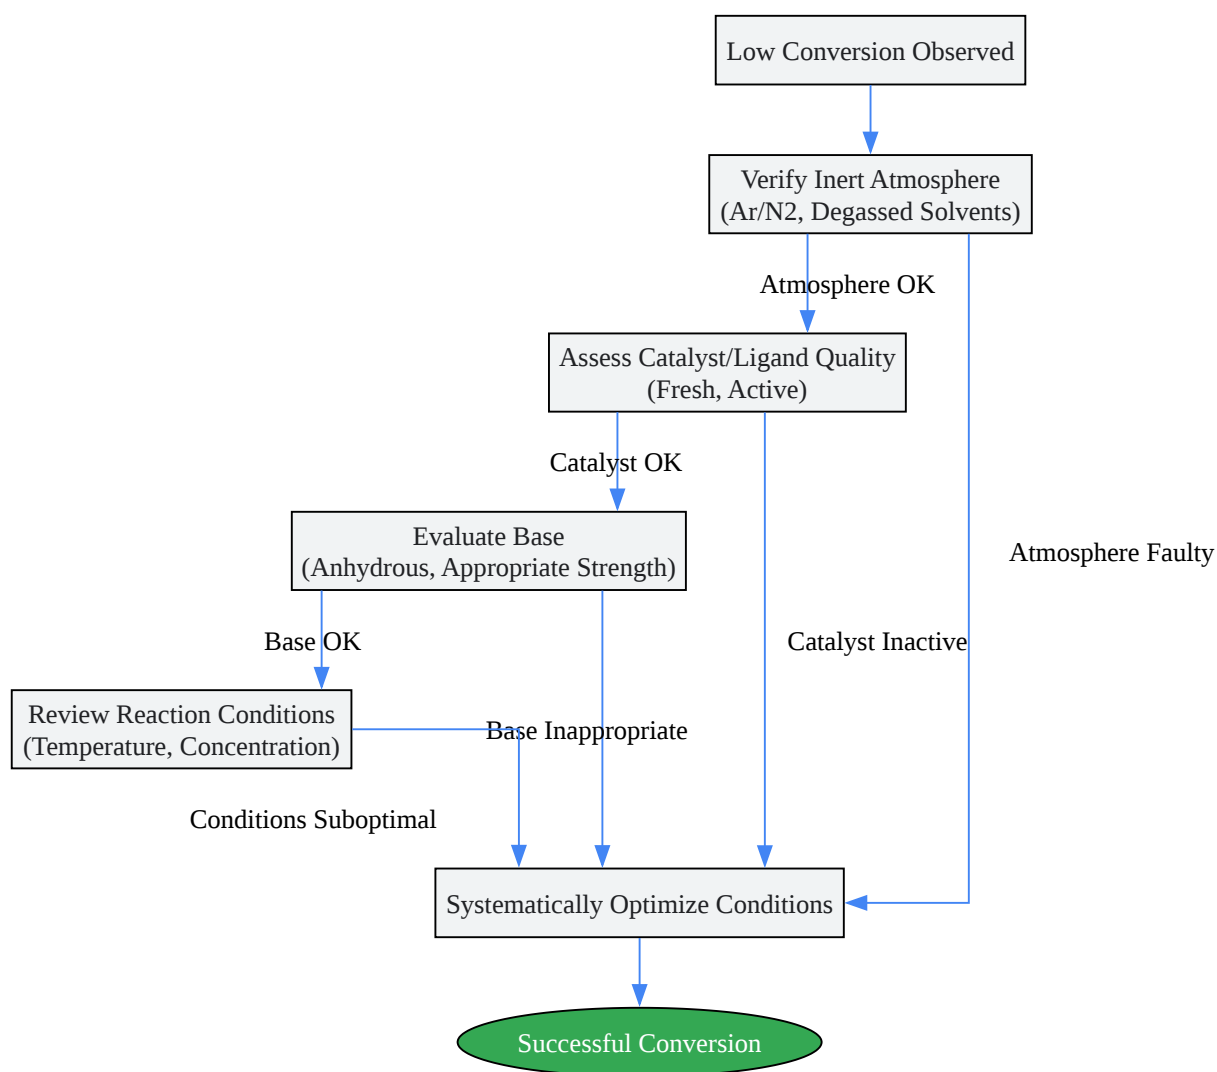 Low Conversion Observed
Verify Inert Atmosphere
(Ar/N2, Degassed Solvents)
Atmosphere OK
Assess Catalyst/Ligand Quality
(Fresh, Active)
Catalyst OK
Evaluate Base
(Anhydrous, Appropriate Strength)
Atmosphere Faulty
Base OK
Catalyst Inactive
Review Reaction Conditions
(Temperature, Concentration)
Base Inappropriate
Conditions Suboptimal
Systematically Optimize Conditions
Successful Conversion